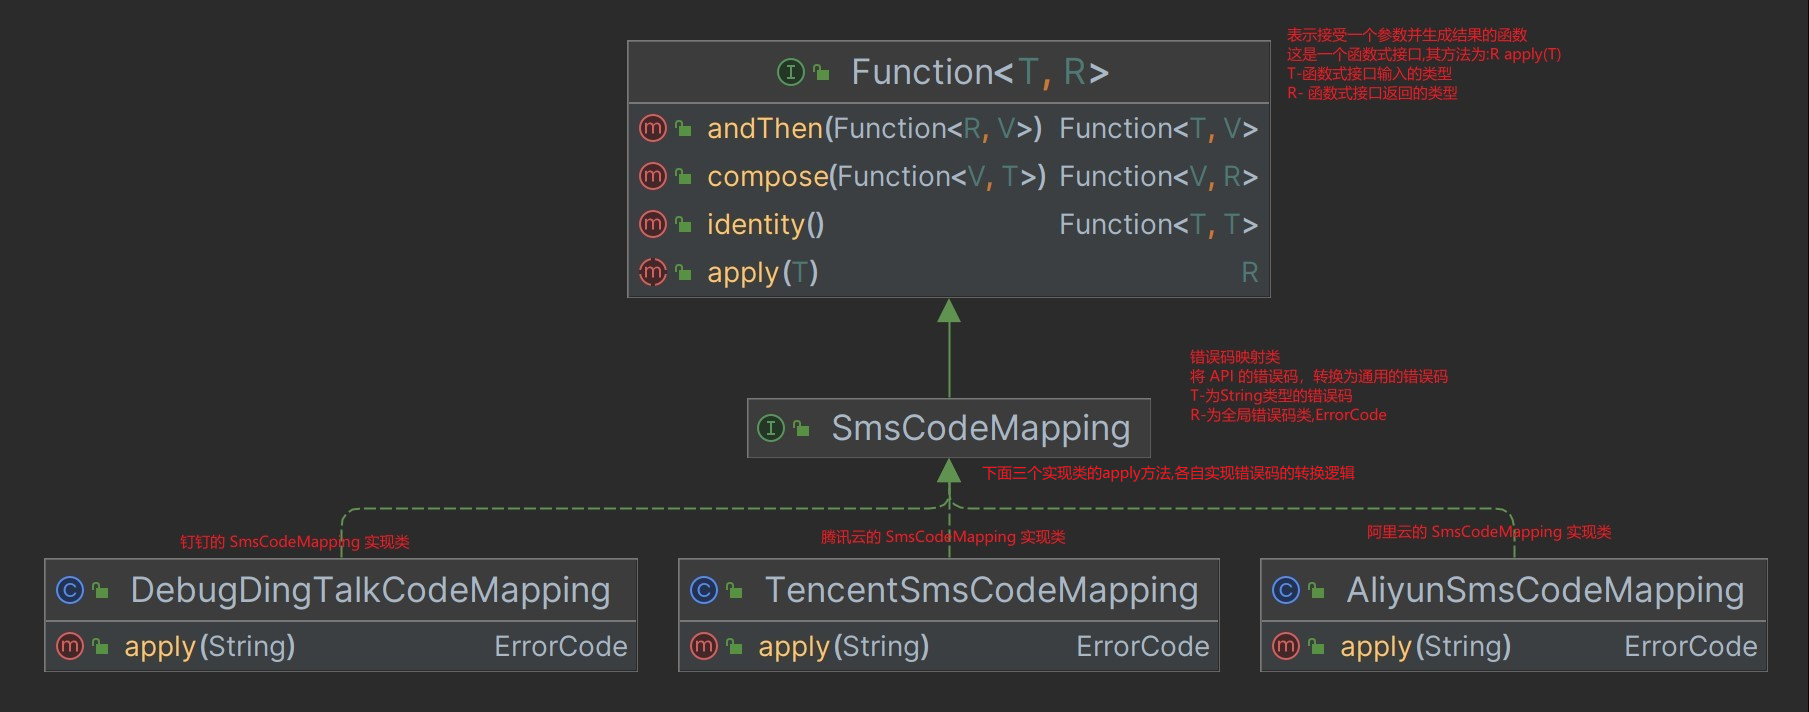 表示接受一个参数并生成结果的函数
这是一个函数式接口,其方法为:R apply(T)
T-函数式接口输入的类型
R- 函数式接口返回的类型
I Function<T, R>
m andThen(Function<R, V>) Function<T, V>
m compose(Function<V, T>) Function<V, R>
m identity() Function<T, T>
m apply(T) R
错误码映射类
将 API 的错误码，转换为通用的错误码
T-为String类型的错误码
R-为全局错误码类,ErrorCode
I SmsCodeMapping
下面三个实现类的apply方法,各自实现错误码的转换逻辑
钉钉的 SmsCodeMapping 实现类
腾讯云的 SmsCodeMapping 实现类
阿里云的 SmsCodeMapping 实现类
C DebugDingTalkCodeMapping
m apply(String) ErrorCode
C TencentSmsCodeMapping
m apply(String) ErrorCode
C AliyunSmsCodeMapping
m apply(String) ErrorCode